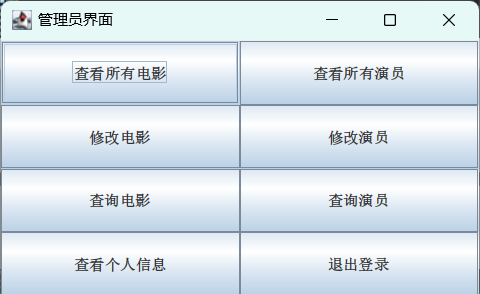 管理员界面
查看所有电影 查看所有演员
修改电影 修改演员
查询电影 查询演员
查看个人信息 退出登录